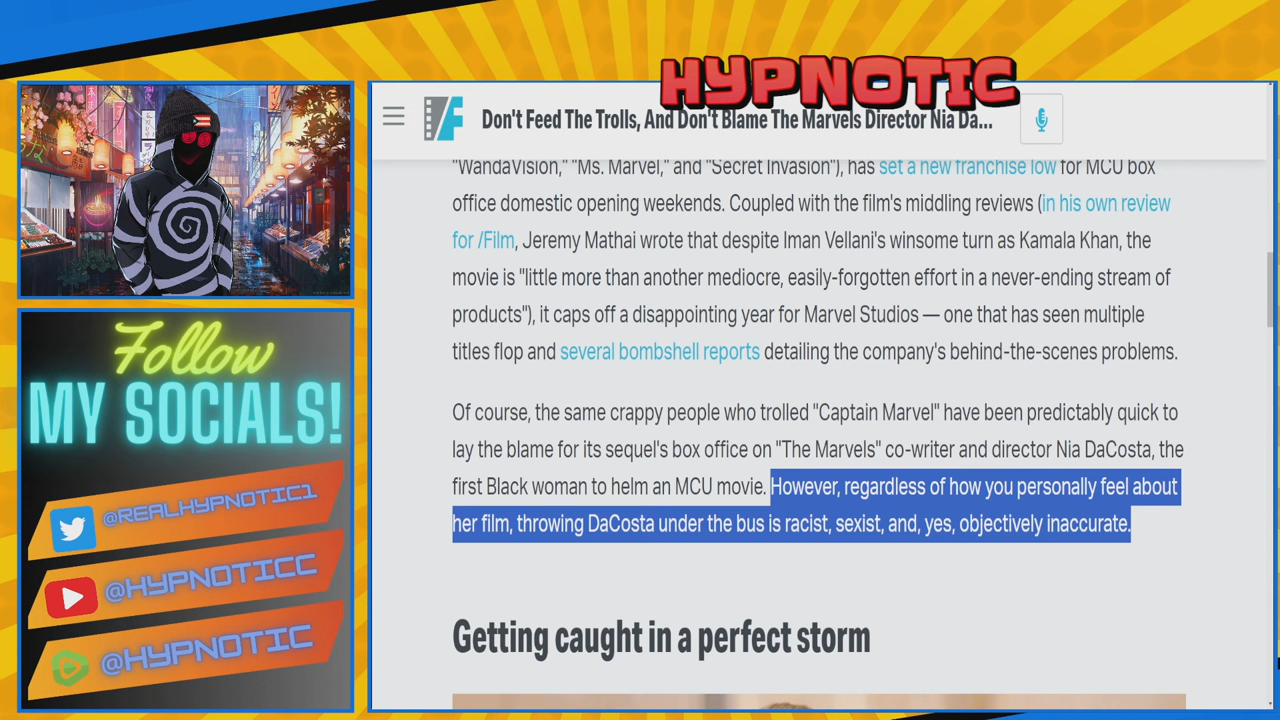 HYPNOTIC
Don't Feed The Trolls, And Don't Blame The Marvels Director Nia Da...
"WandaVision," "Ms. Marvel," and "Secret Invasion"), has set a new franchise low for MCU box
office domestic opening weekends. Coupled with the film's middling reviews (in his own review
for /Film, Jeremy Mathai wrote that despite Iman Vellani's winsome turn as Kamala Khan, the
movie is "little more than another mediocre, easily-forgotten effort in a never-ending stream of
products"), it caps off a disappointing year for Marvel Studios — one that has seen multiple
titles flop and several bombshell reports detailing the company's behind-the-scenes problems.
Of course, the same crappy people who trolled "Captain Marvel" have been predictably quick to
lay the blame for its sequel's box office on "The Marvels" co-writer and director Nia DaCosta, the
first Black woman to helm an MCU movie. However, regardless of how you personally feel about
her film, throwing DaCosta under the bus is racist, sexist, and, yes, objectively inaccurate.
Getting caught in a perfect storm
Follow
MY SOCIALS!
@REALHYPNOTIC1
@HYPNOTICC
@HYPNOTIC